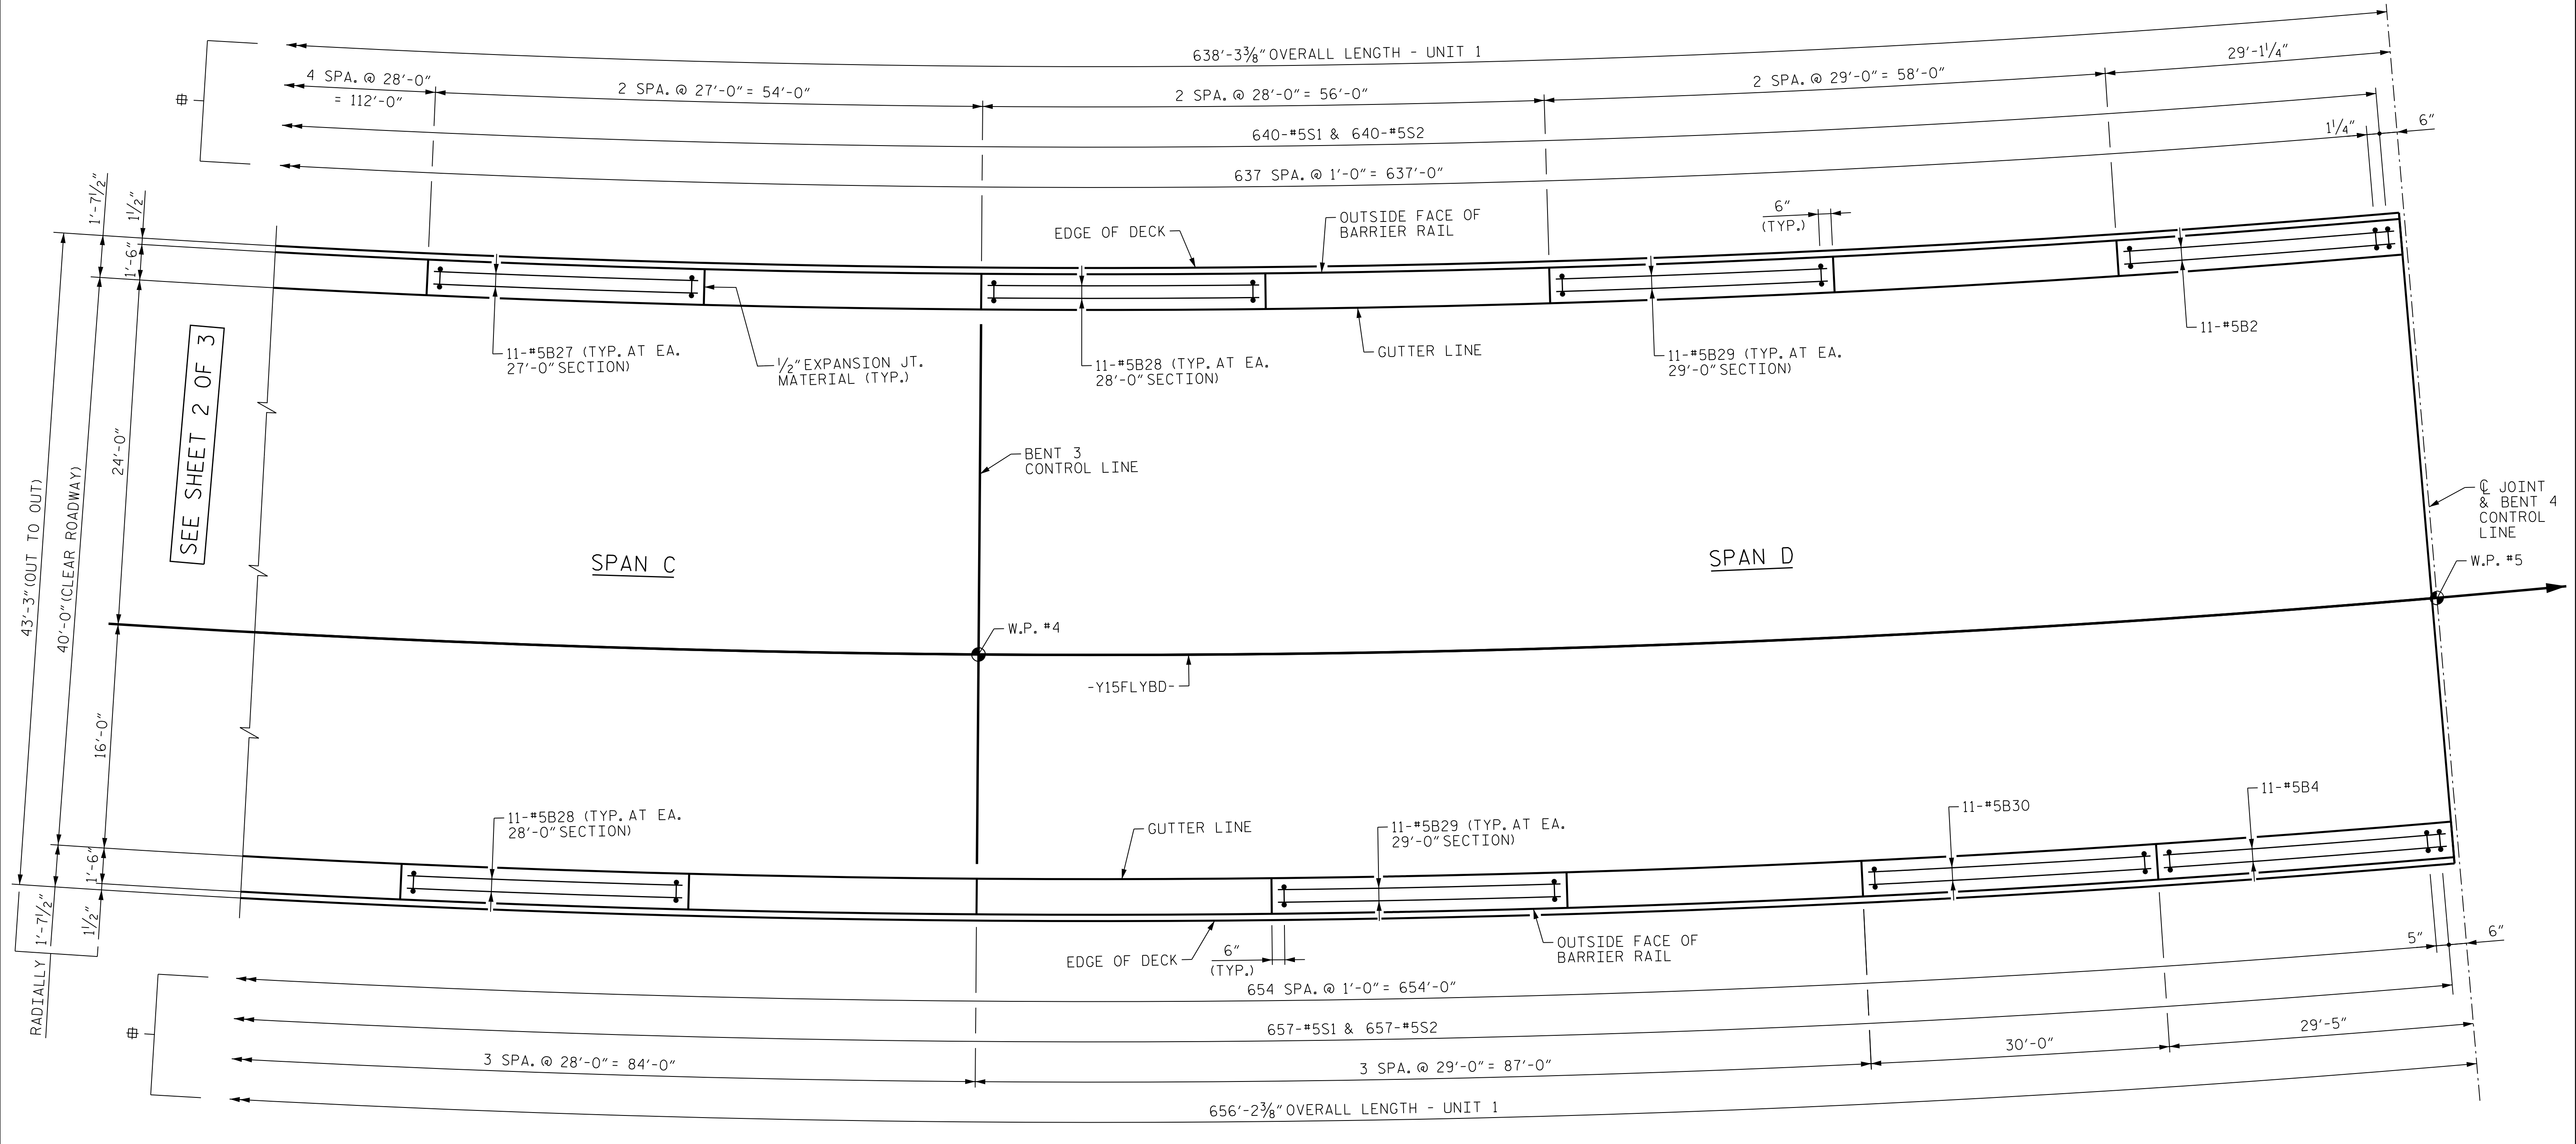 638'-3⅜" OVERALL LENGTH - UNIT 1
29'-1¼"
4 SPA. @ 28'-0"
= 112'-0"
2 SPA. @ 27'-0" = 54'-0"
2 SPA. @ 28'-0" = 56'-0"
2 SPA. @ 29'-0" = 58'-0"
640-#5S1 & 640-#5S2
1¼"
6"
637 SPA. @ 1'-0" = 637'-0"
1'-7½"
1½"
1'-6"
EDGE OF DECK
OUTSIDE FACE OF
BARRIER RAIL
6"
(TYP.)
11-#5B27 (TYP. AT EA.
27'-0" SECTION)
½" EXPANSION JT.
MATERIAL (TYP.)
11-#5B28 (TYP. AT EA.
28'-0" SECTION)
GUTTER LINE
11-#5B29 (TYP. AT EA.
29'-0" SECTION)
11-#5B2
SEE SHEET 2 OF 3
43'-3" (OUT TO OUT)
40'-0" (CLEAR ROADWAY)
24'-0"
16'-0"
BENT 3
CONTROL LINE
℄ JOINT
& BENT 4
CONTROL
LINE
SPAN C
SPAN D
W.P. #5
W.P. #4
-Y15FLYBD-
11-#5B28 (TYP. AT EA.
28'-0" SECTION)
GUTTER LINE
11-#5B29 (TYP. AT EA.
29'-0" SECTION)
11-#5B30
11-#5B4
1'-6"
1½"
1'-7½"
RADIALLY
EDGE OF DECK
6"
(TYP.)
OUTSIDE FACE OF
BARRIER RAIL
5"
6"
654 SPA. @ 1'-0" = 654'-0"
657-#5S1 & 657-#5S2
3 SPA. @ 28'-0" = 84'-0"
3 SPA. @ 29'-0" = 87'-0"
30'-0"
29'-5"
656'-2⅜" OVERALL LENGTH - UNIT 1